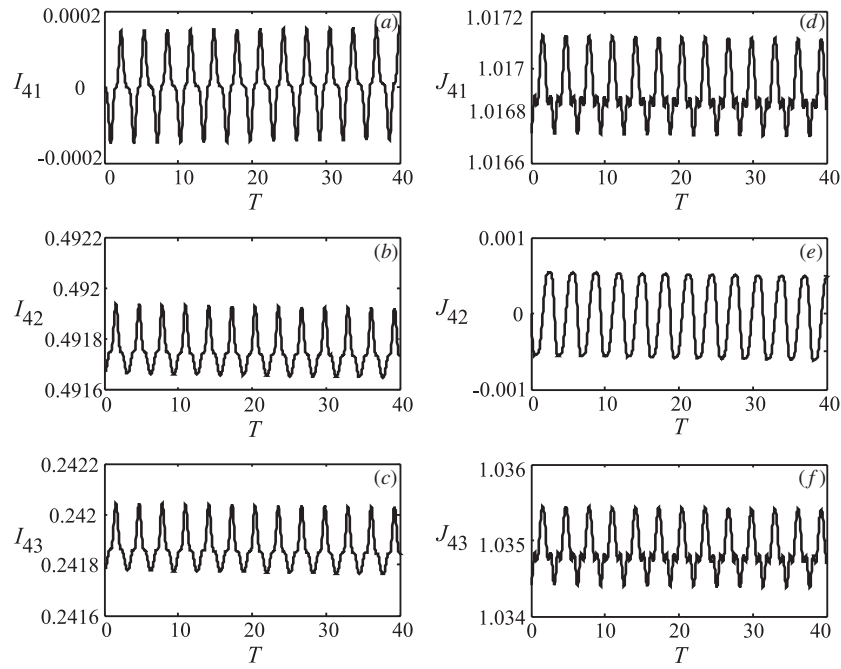 (a)
0.0002
I41
0
-0.0002
0 10 20 30 40
T
(d)
1.0172
1.017
J41
1.0168
1.0166
0 10 20 30 40
T
(b)
0.4922
0.492
I42
0.4918
0.4916
0 10 20 30 40
T
(e)
0.001
0
J42
-0.001
0 10 20 30 40
T
(c)
0.2422
0.242
I43
0.2418
0.2416
0 10 20 30 40
T
(f)
1.036
J43
1.035
1.034
0 10 20 30 40
T